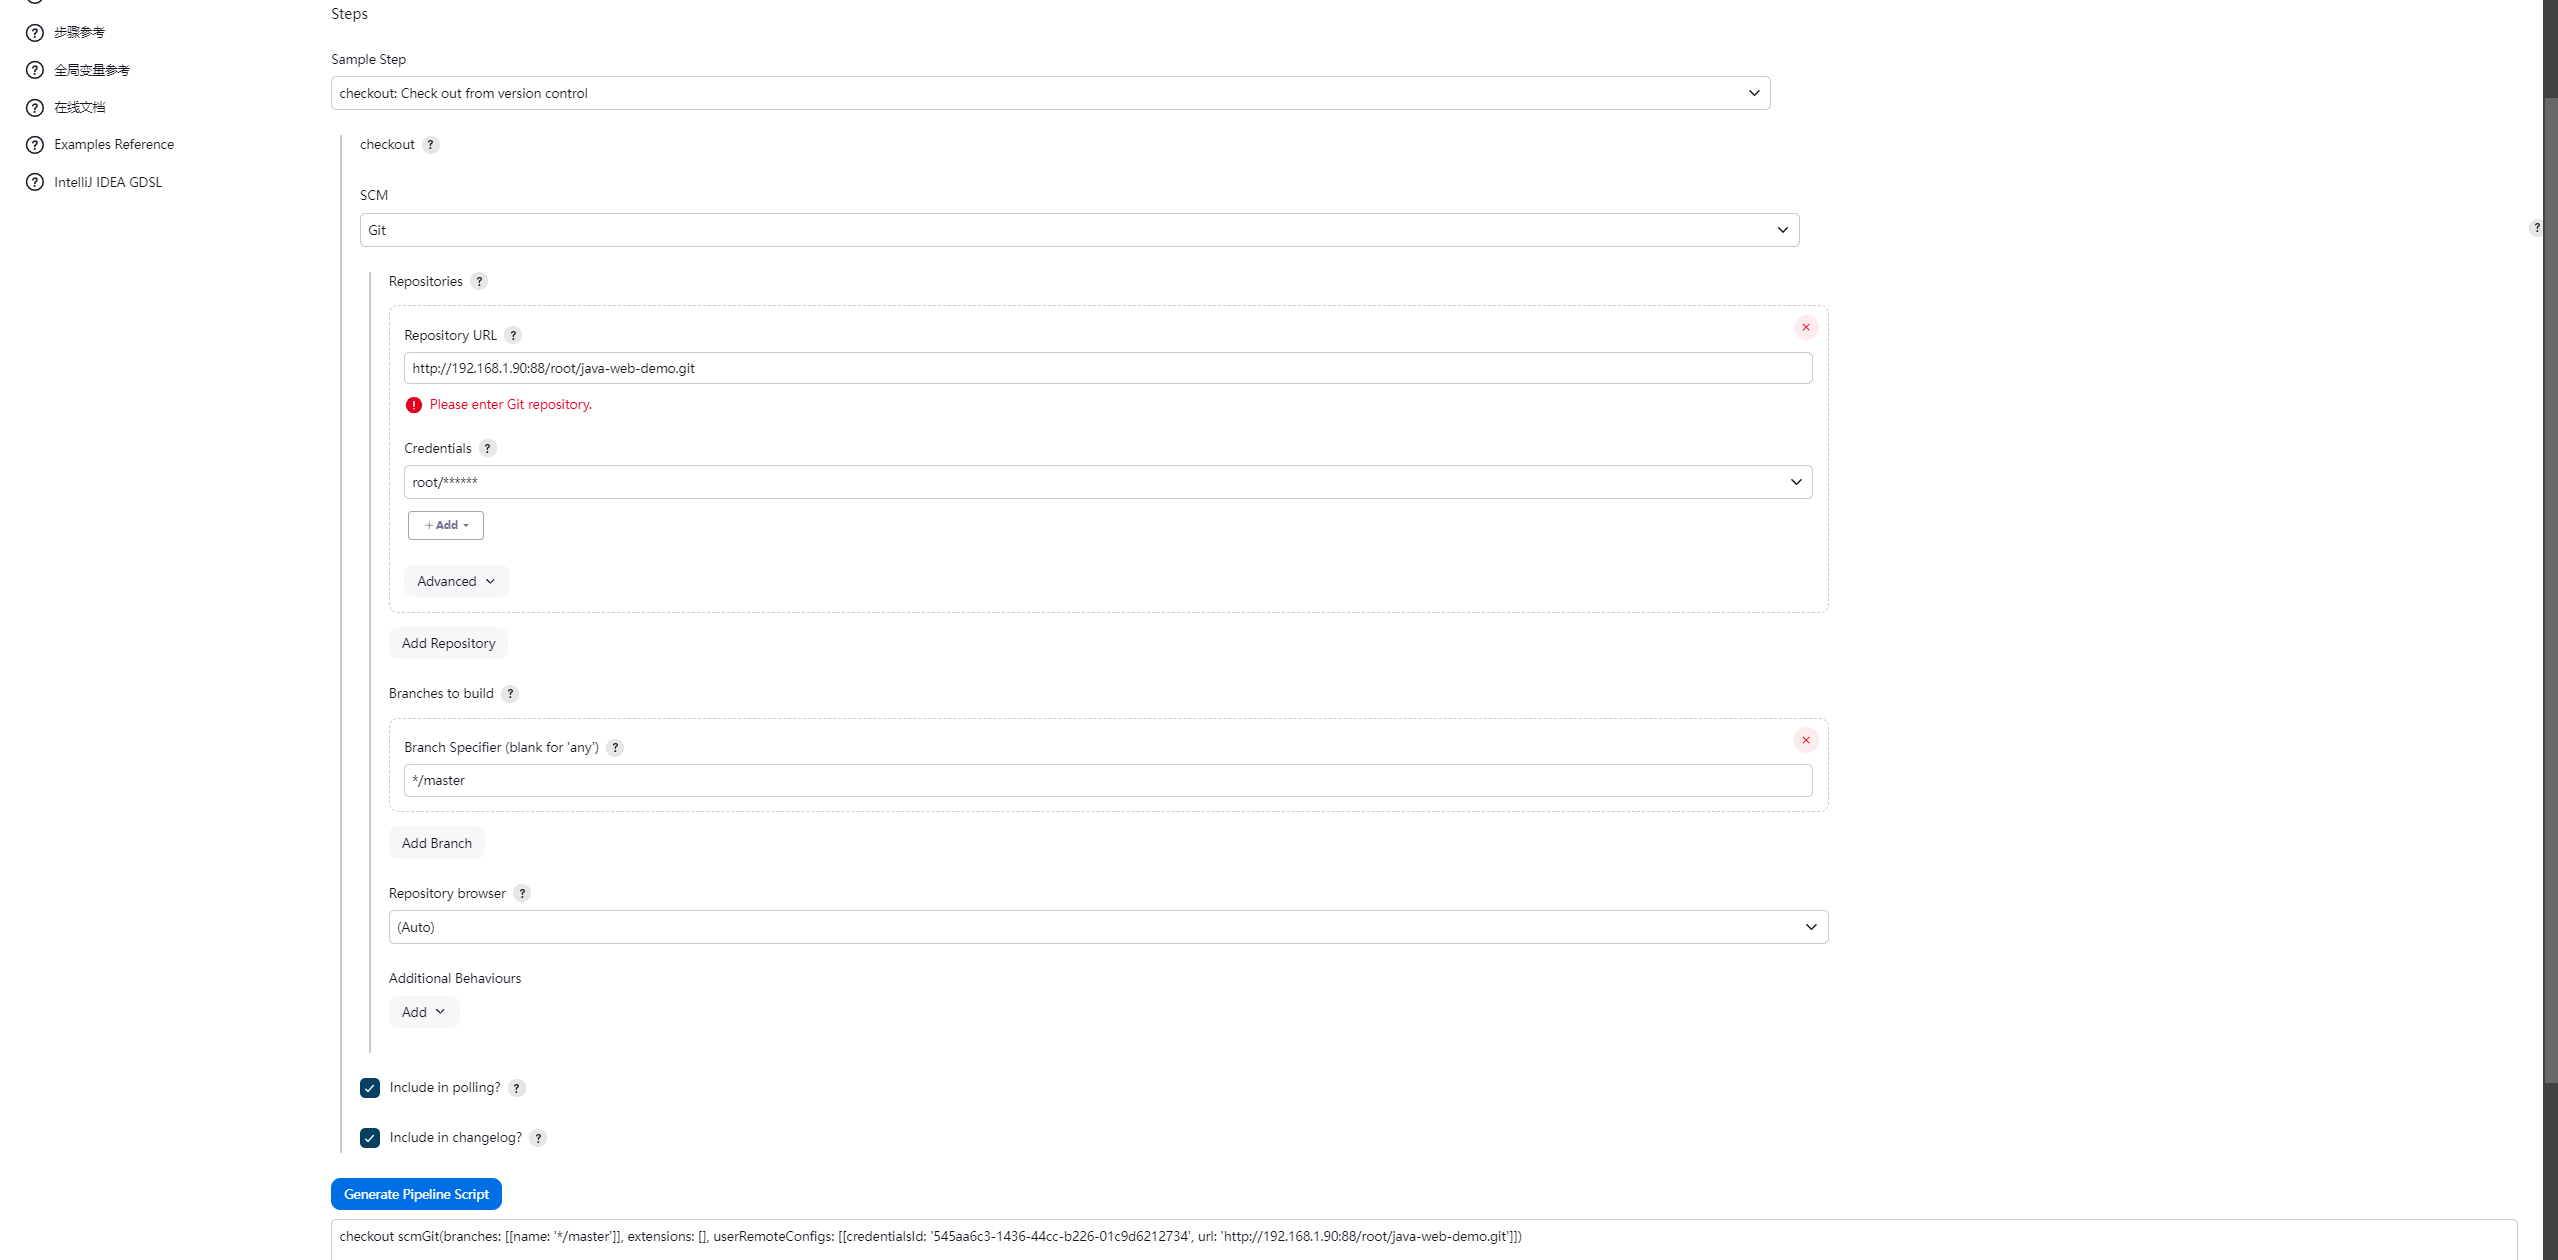 Steps
步骤参考
全局变量参考
在线文档
Examples Reference
IntelliJ IDEA GDSL
Sample Step
checkout: Check out from version control
checkout ?
SCM
Git
?
Repositories ?
Repository URL ?
http://192.168.1.90:88/root/java-web-demo.git
Please enter Git repository.
Credentials ?
root/******
+ Add
Advanced
Add Repository
Branches to build ?
Branch Specifier (blank for 'any') ?
*/master
Add Branch
Repository browser ?
(Auto)
Additional Behaviours
Add
Include in polling? ?
Include in changelog? ?
Generate Pipeline Script
checkout scmGit(branches: [[name: '*/master']], extensions: [], userRemoteConfigs: [[credentialsId: '545aa6c3-1436-44cc-b226-01c9d6212734', url: 'http://192.168.1.90:88/root/java-web-demo.git']])